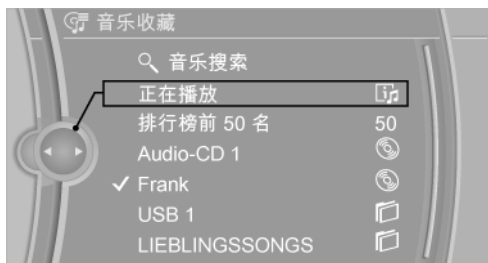 音乐收藏
音乐搜索
正在播放
排行榜前 50 名 50
Audio-CD 1
Frank
USB 1
LIEBLINGSSONGS